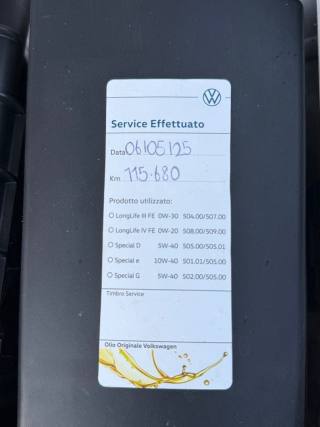 Service Effettuato
Data 06/05/25
Km 115.680
Prodotto utilizzato:
O LongLife III FE 0W-30 504.00/507.00
O LongLife IV FE 0W-20 508.00/509.00
O Special D 5W-40 505.00/505.01
O Special e 10W-40 501.01/505.00
O Special G 5W-40 502.00/505.00
Timbro Service
Olio Originale Volkswagen